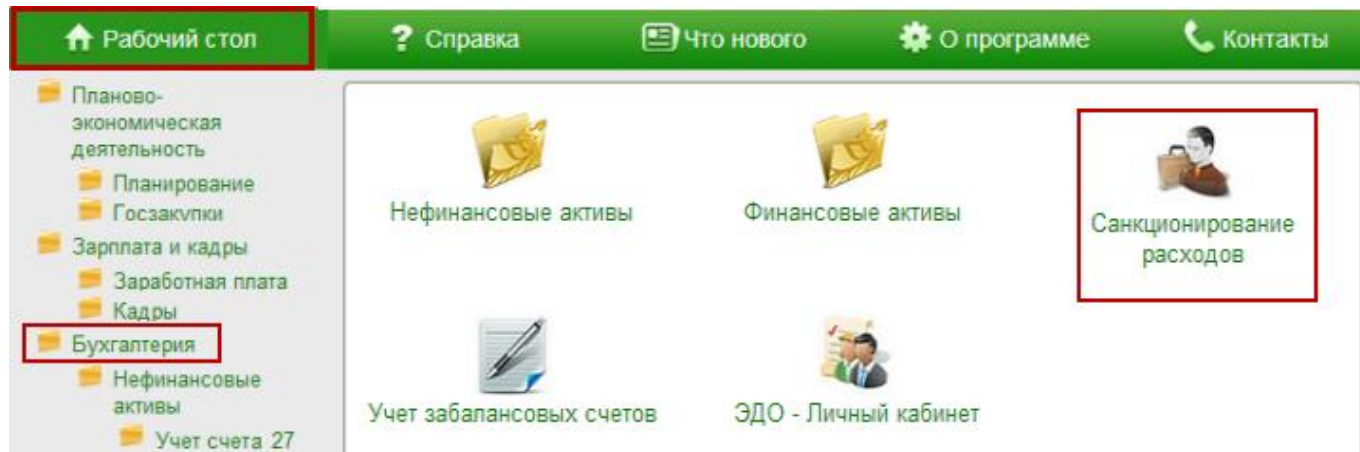 Рабочий стол
Справка
Что нового
О программе
Контакты
Планово-
экономическая
деятельность
Планирование
Госзакупки
Зарплата и кадры
Заработная плата
Кадры
Бухгалтерия
Нефинансовые
активы
Учет счета 27
Нефинансовые активы
Финансовые активы
Санкционирование
расходов
Учет забалансовых счетов
ЭДО - Личный кабинет